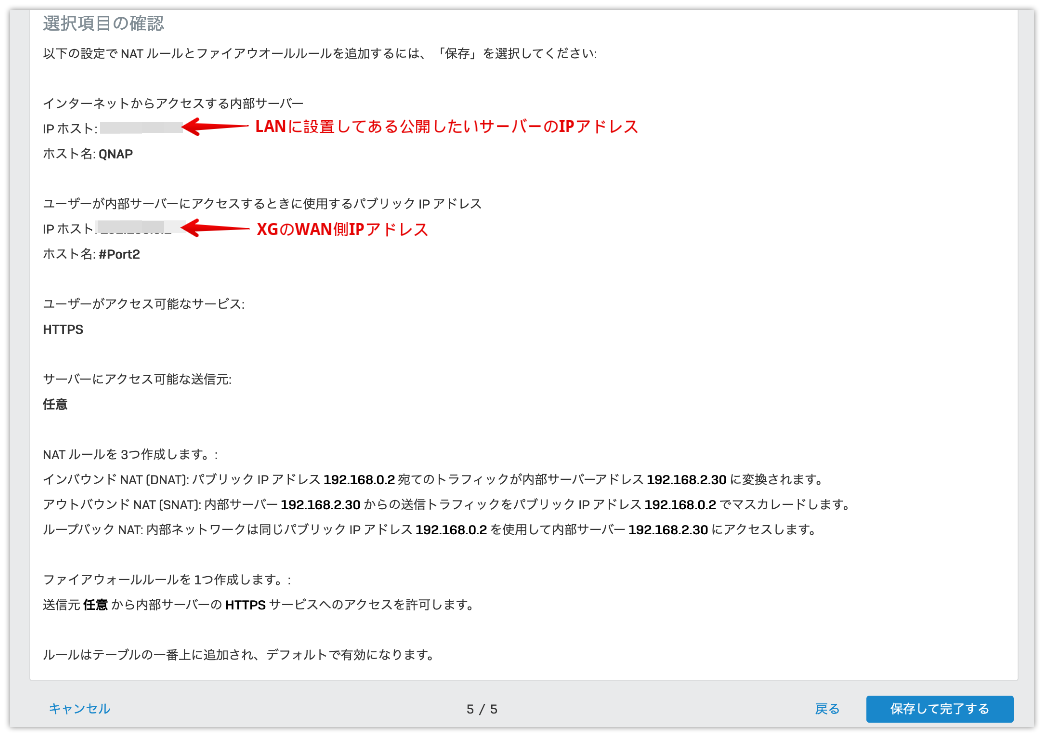 選択項目の確認
以下の設定で NAT ルールとファイアウオールルールを追加するには、「保存」を選択してください:
インターネットからアクセスする内部サーバー
IP ホスト:
LANに設置してある公開したいサーバーのIPアドレス
ホスト名: QNAP
ユーザーが内部サーバーにアクセスするときに使用するパブリック IP アドレス
IP ホスト:
XGのWAN側IPアドレス
ホスト名: #Port2
ユーザーがアクセス可能なサービス:
HTTPS
サーバーにアクセス可能な送信元:
任意
NAT ルールを 3つ作成します。:
インバウンド NAT (DNAT): パブリック IP アドレス 192.168.0.2 宛てのトラフィックが内部サーバーアドレス 192.168.2.30 に変換されます。
アウトバウンド NAT (SNAT): 内部サーバー 192.168.2.30 からの送信トラフィックをパブリック IP アドレス 192.168.0.2 でマスカレードします。
ループバック NAT: 内部ネットワークは同じパブリック IP アドレス 192.168.0.2 を使用して内部サーバー 192.168.2.30 にアクセスします。
ファイアウォールルールを 1つ作成します。:
送信元 任意 から内部サーバーの HTTPS サービスへのアクセスを許可します。
ルールはテーブルの一番上に追加され、デフォルトで有効になります。
キャンセル
5 / 5
戻る
保存して完了する